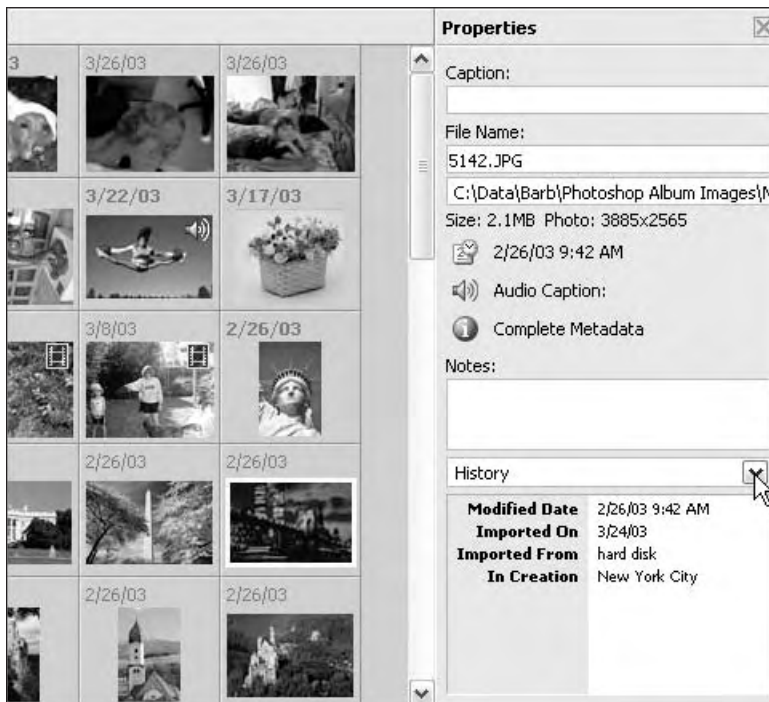 Properties
3 3/26/03 3/26/03
3/22/03 3/17/03
3/8/03 2/26/03
2/26/03 2/26/03
2/26/03 2/26/03
Caption:
File Name:
5142.JPG
C:\Data\Barb\Photoshop Album Images\
Size: 2.1MB Photo: 3885x2565
2/26/03 9:42 AM
Audio Caption:
Complete Metadata
Notes:
History
Modified Date 2/26/03 9:42 AM
Imported On 3/24/03
Imported From hard disk
In Creation New York City